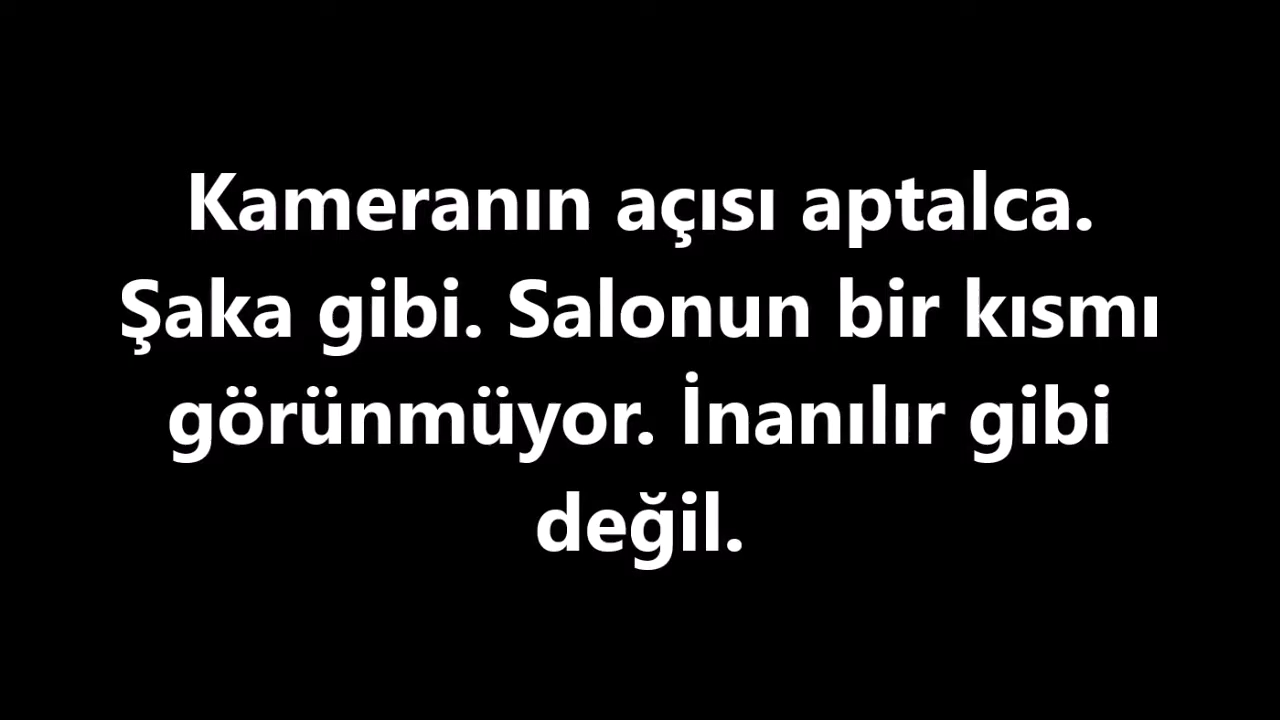 Kameranın açısı aptalca.
Şaka gibi. Salonun bir kısmı
görünmüyor. İnanılır gibi
değil.